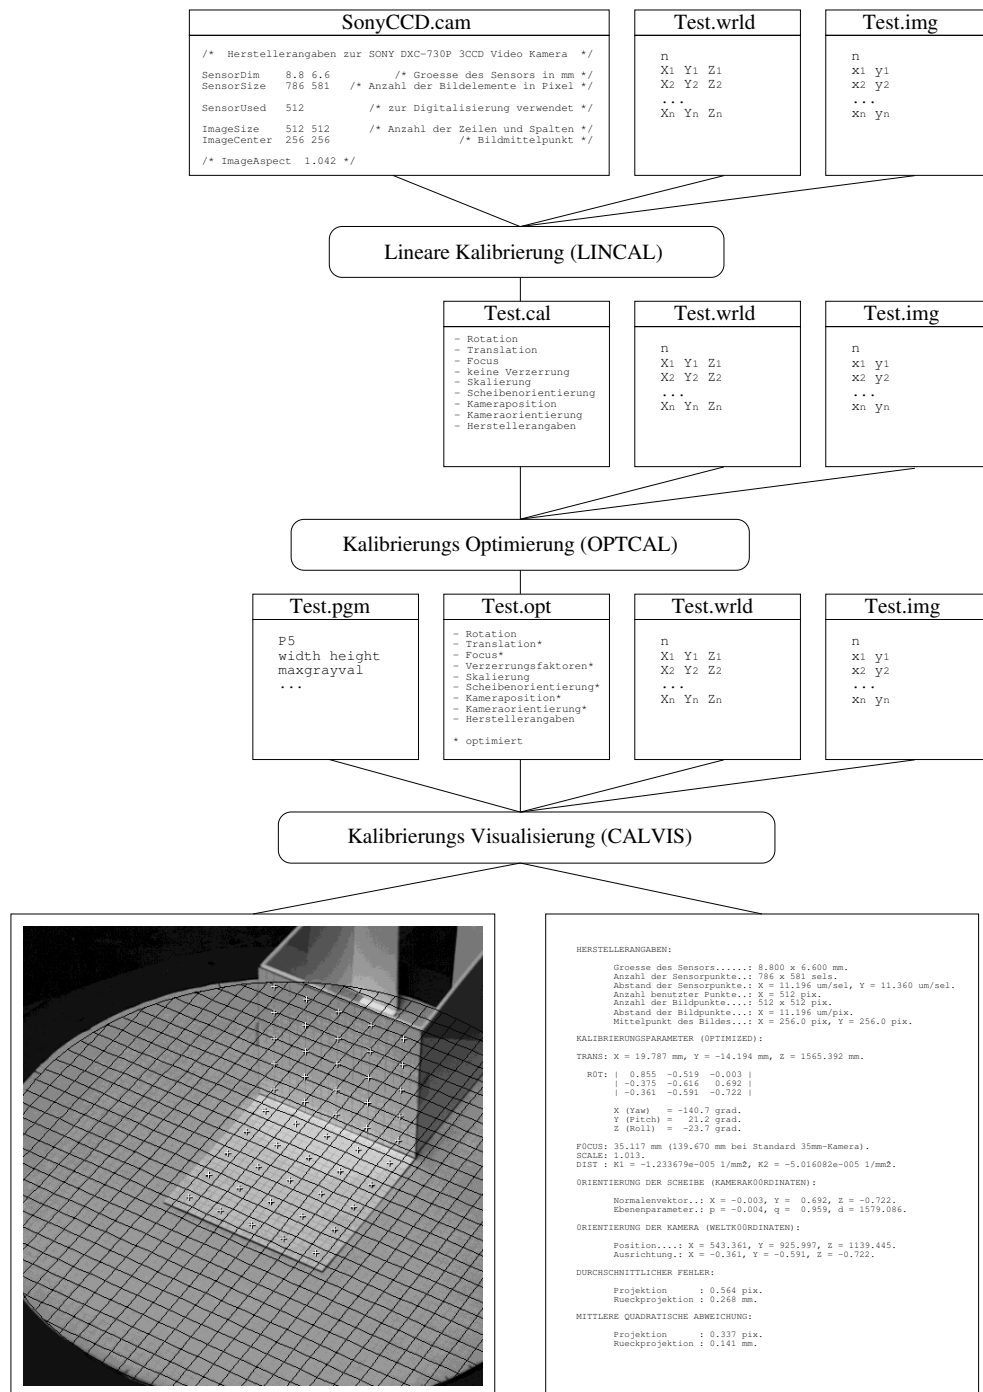 SonyCCD.cam
/*  Herstellerangaben zur SONY DXC-730P 3CCD Video Kamera  */
SensorDim   8.8 6.6   /* Groesse des Sensors in mm */
SensorSize   786 581   /* Anzahl der Bildelemente in Pixel */
SensorUsed   512   /* zur Digitalisierung verwendet */
ImageSize   512 512   /* Anzahl der Zeilen und Spalten */
ImageCenter   256 256   /* Bildmittelpunkt */
/* ImageAspect  1.042 */
Test.wrld
n
X1 Y1 Z1
X2 Y2 Z2
...
Xn Yn Zn
Test.img
n
x1 y1
x2 y2
...
xn yn
Lineare Kalibrierung (LINCAL)
Test.cal
- Rotation
- Translation
- Focus
- keine Verzerrung
- Skalierung
- Scheibenorientierung
- Kameraposition
- Kameraorientierung
- Herstellerangaben
Test.wrld
n
X1 Y1 Z1
X2 Y2 Z2
...
Xn Yn Zn
Test.img
n
x1 y1
x2 y2
...
xn yn
Kalibrierungs Optimierung (OPTCAL)
Test.pgm
P5
width height
maxgrayval
...
Test.opt
- Rotation
- Translation*
- Focus*
- Verzerrungsfaktoren*
- Skalierung
- Scheibenorientierung*
- Kameraposition*
- Kameraorientierung*
- Herstellerangaben
* optimiert
Test.wrld
n
X1 Y1 Z1
X2 Y2 Z2
...
Xn Yn Zn
Test.img
n
x1 y1
x2 y2
...
xn yn
Kalibrierungs Visualisierung (CALVIS)
HERSTELLERANGABEN:
Groesse des Sensors......: 8.800 x 6.600 mm.
Anzahl der Sensorpunkte..: 786 x 581 sels.
Abstand der Sensorpunkte.: X = 11.196 um/sel, Y = 11.360 um/sel.
Anzahl benutzter Punkte..: X = 512 pix.
Anzahl der Bildpunkte....: 512 x 512 pix.
Abstand der Bildpunkte...: X = 11.196 um/pix.
Mittelpunkt des Bildes...: X = 256.0 pix, Y = 256.0 pix.
KALIBRIERUNGSPARAMETER (0PTIMIZED):
TRANS: X = 19.787 mm, Y = -14.194 mm, Z = 1565.392 mm.
R0T: |  0.855  -0.519  -0.003 |
| -0.375  -0.616   0.692 |
| -0.361  -0.591  -0.722 |
X (Yaw)   = -140.7 grad.
Y (Pitch) =   21.2 grad.
Z (Roll)  =  -23.7 grad.
F0CUS: 35.117 mm (139.670 mm bei Standard 35mm-Kamera).
SCALE: 1.013.
DIST : K1 = -1.233679e-005 1/mm2, K2 = -5.016082e-005 1/mm2.
0RIENTIERUNG DER SCHEIBE (KAMERAK00RDINATEN):
Normalenvektor..: X = -0.003, Y =  0.692, Z = -0.722.
Ebenenparameter.: p = -0.004, q =  0.959, d = 1579.086.
0RIENTIERUNG DER KAMERA (WELTK00RDINATEN):
Position....: X = 543.361, Y = 925.997, Z = 1139.445.
Ausrichtung.: X = -0.361, Y = -0.591, Z = -0.722.
DURCHSCHNITTLICHER FEHLER:
Projektion     : 0.564 pix.
Rueckprojektion : 0.268 mm.
MITTLERE QUADRATISCHE ABWEICHUNG:
Projektion     : 0.337 pix.
Rueckprojektion : 0.141 mm.